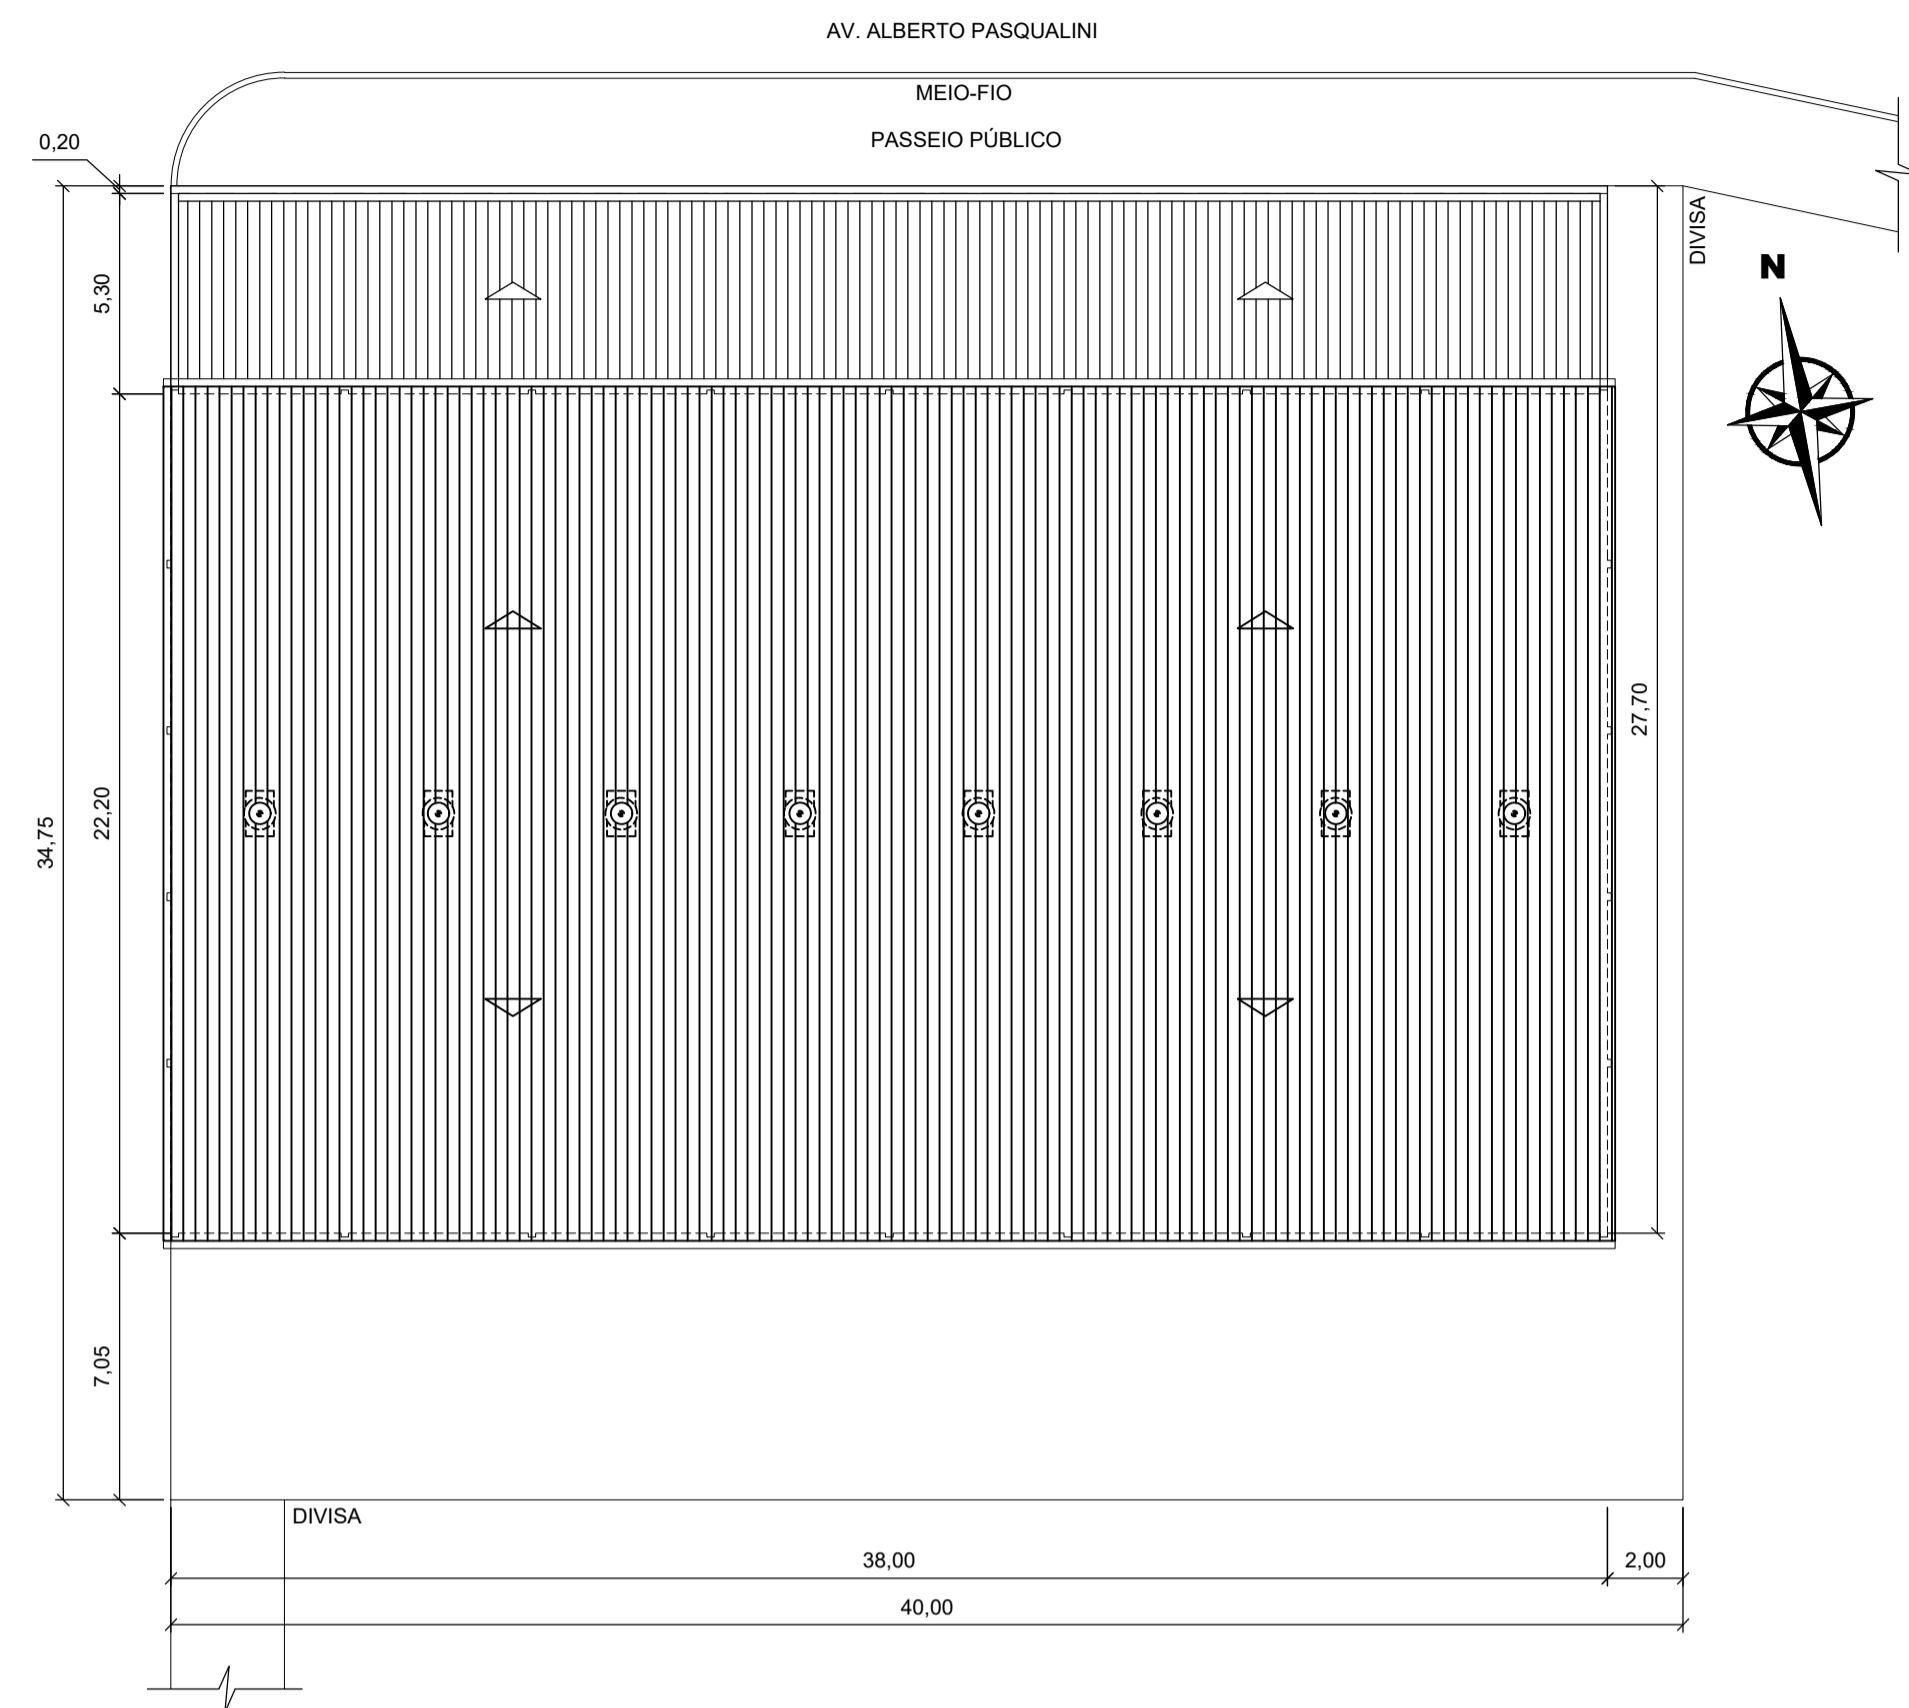 AV. ALBERTO PASQUALINI
MEIO-FIO
PASSEIO PÚBLICO
0,20
DIVISA
N
5,30
27,70
22,20
34,75
7,05
DIVISA
38,00
2,00
40,00